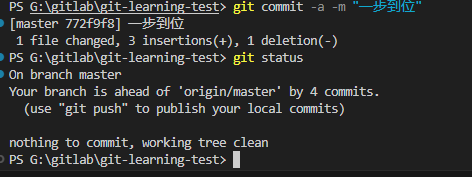 PS G:\gitlab\git-learning-test> git commit -a -m "一步到位"
[master 772f9f8] 一步到位
 1 file changed, 3 insertions(+), 1 deletion(-)
PS G:\gitlab\git-learning-test> git status
On branch master
Your branch is ahead of 'origin/master' by 4 commits.
  (use "git push" to publish your local commits)

nothing to commit, working tree clean
PS G:\gitlab\git-learning-test>